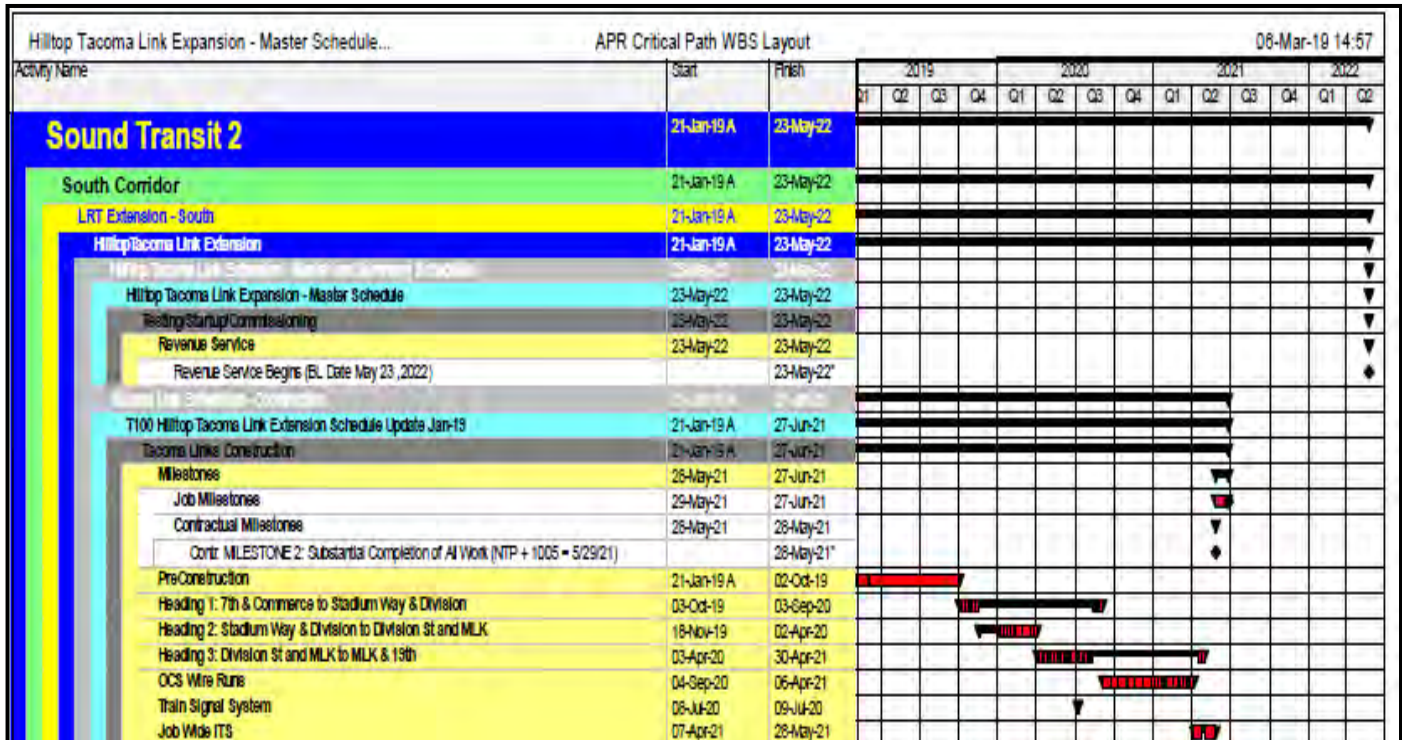 Hilltop Tacoma Link Expansion - Master Schedule... APR Critical Path WBS Layout 06-Mar-19 14:57
Activity Name Start Finish 2019 2020 2021 2022
Q1 Q2 Q3 Q4 Q1 Q2 Q3 Q4 Q1 Q2 Q3 Q4 Q1 Q2
Sound Transit 2 21-Jan-19 A 23-May-22
South Corridor 21-Jan-19 A 23-May-22
LRT Extension - South 21-Jan-19 A 23-May-22
HilltopTacoma Link Extension 21-Jan-19 A 23-May-22
Hilltop Tacoma Link Expansion - Master Schedule 23-May-22 23-May-22
Testing/Startup/Commissioning 23-May-22 23-May-22
Revenue Service 23-May-22 23-May-22
Revenue Service Begins (BL Date May 23 ,2022) 23-May-22*
T100 Hilltop Tacoma Link Extension Schedule Update Jan-19 21-Jan-19 A 27-Jun-21
Tacoma Links Construction 21-Jan-19 A 27-Jun-21
Milestones 28-May-21 27-Jun-21
Job Milestones 29-May-21 27-Jun-21
Contractual Milestones 28-May-21 28-May-21
Contr. MILESTONE 2: Substantial Completion of All Work (NTP + 1005 = 5/29/21) 28-May-21*
PreConstruction 21-Jan-19 A 02-Oct-19
Heading 1: 7th & Commerce to Stadium Way & Division 03-Oct-19 03-Sep-20
Heading 2: Stadium Way & Division to Division St and MLK 18-Nov-19 02-Apr-20
Heading 3: Division St and MLK to MLK & 19th 03-Apr-20 30-Apr-21
OCS Wire Runs 04-Sep-20 06-Apr-21
Train Signal System 08-Jul-20 09-Jul-20
Job Wide ITS 07-Apr-21 28-May-21